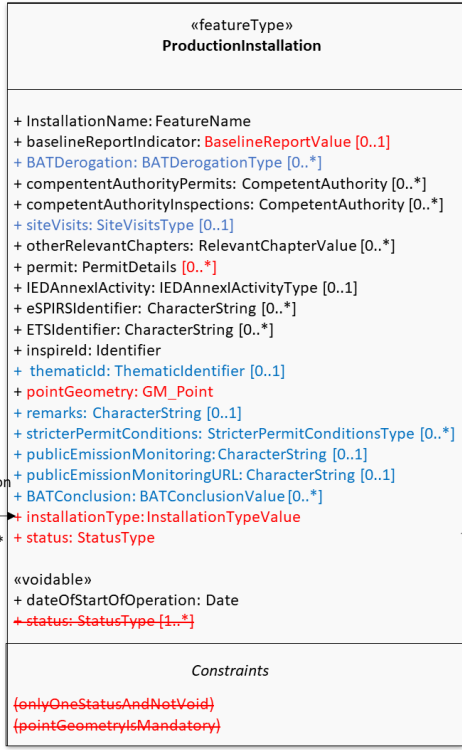 «featureType»
ProductionInstallation
+ InstallationName: FeatureName
+ baselineReportIndicator: BaselineReportValue [0..1]
+ BATDerogation: BATDerogationType [0..*]
+ compententAuthorityPermits: CompetentAuthority [0..*]
+ competentAuthorityInspections: CompetentAuthority [0..*]
+ siteVisits: SiteVisitsType [0..1]
+ otherRelevantChapters: RelevantChapterValue [0..*]
+ permit: PermitDetails [0..*]
+ IEDAnnexIActivity: IEDAnnexIActivityType [0..1]
+ eSPIRSIdentifier: CharacterString [0..*]
+ ETSIdentifier: CharacterString [0..*]
+ inspireId: Identifier
+ thematicId: ThematicIdentifier [0..1]
+ pointGeometry: GM_Point
+ remarks: CharacterString [0..1]
+ stricterPermitConditions: StricterPermitConditionsType [0..*]
+ publicEmissionMonitoring: CharacterString [0..1]
+ publicEmissionMonitoringURL: CharacterString [0..1]
on
+ BATConclusion: BATConclusionValue [0..*]
+ installationType: InstallationTypeValue
* + status: StatusType
«voidable»
+ dateOfStartOfOperation: Date
+ status: StatusType [1..*]
Constraints
(onlyOneStatusAndNotVoid)
(pointGeometryIsMandatory)